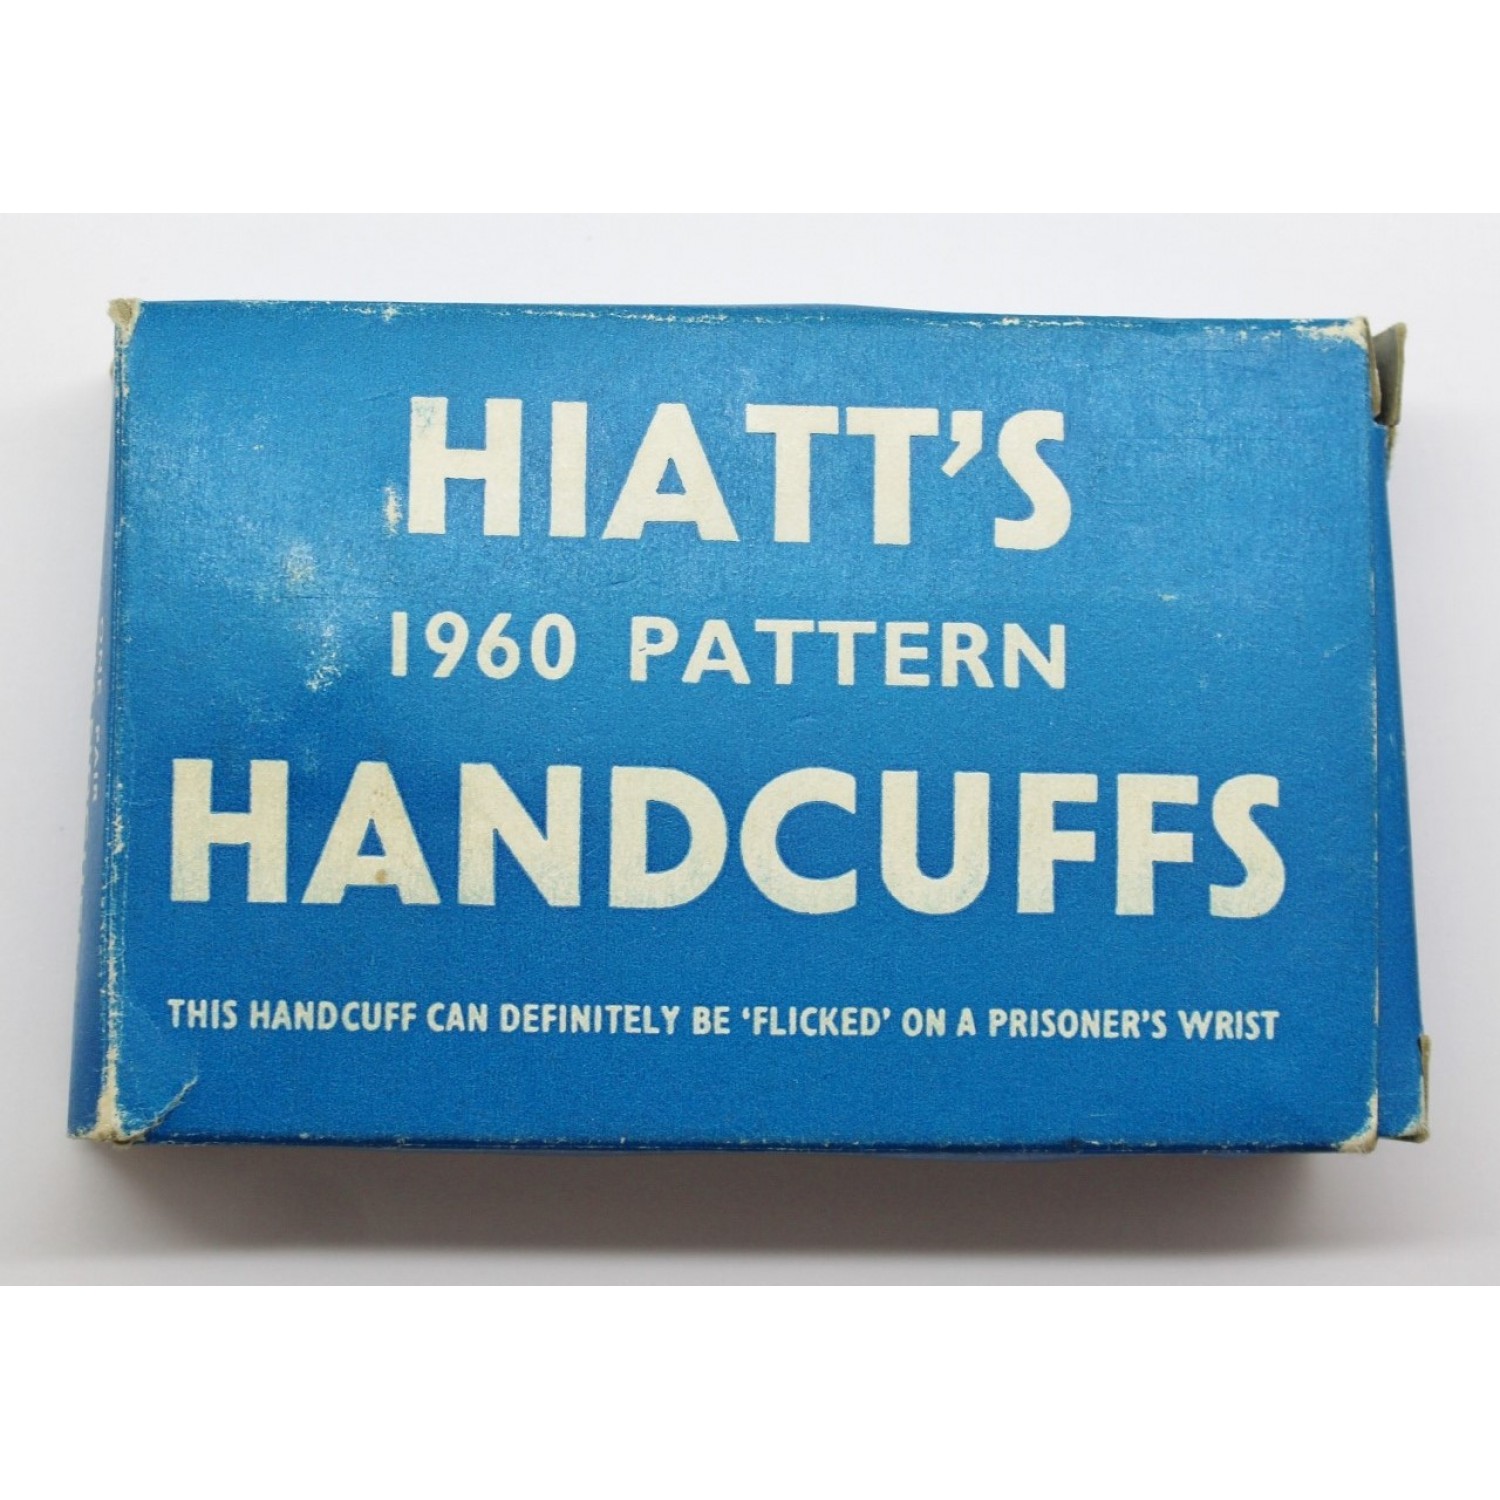 HIATT'S
1960 PATTERN
HANDCUFFS
THIS HANDCUFF CAN DEFINITELY BE 'FLICKED' ON A PRISONER'S WRIST